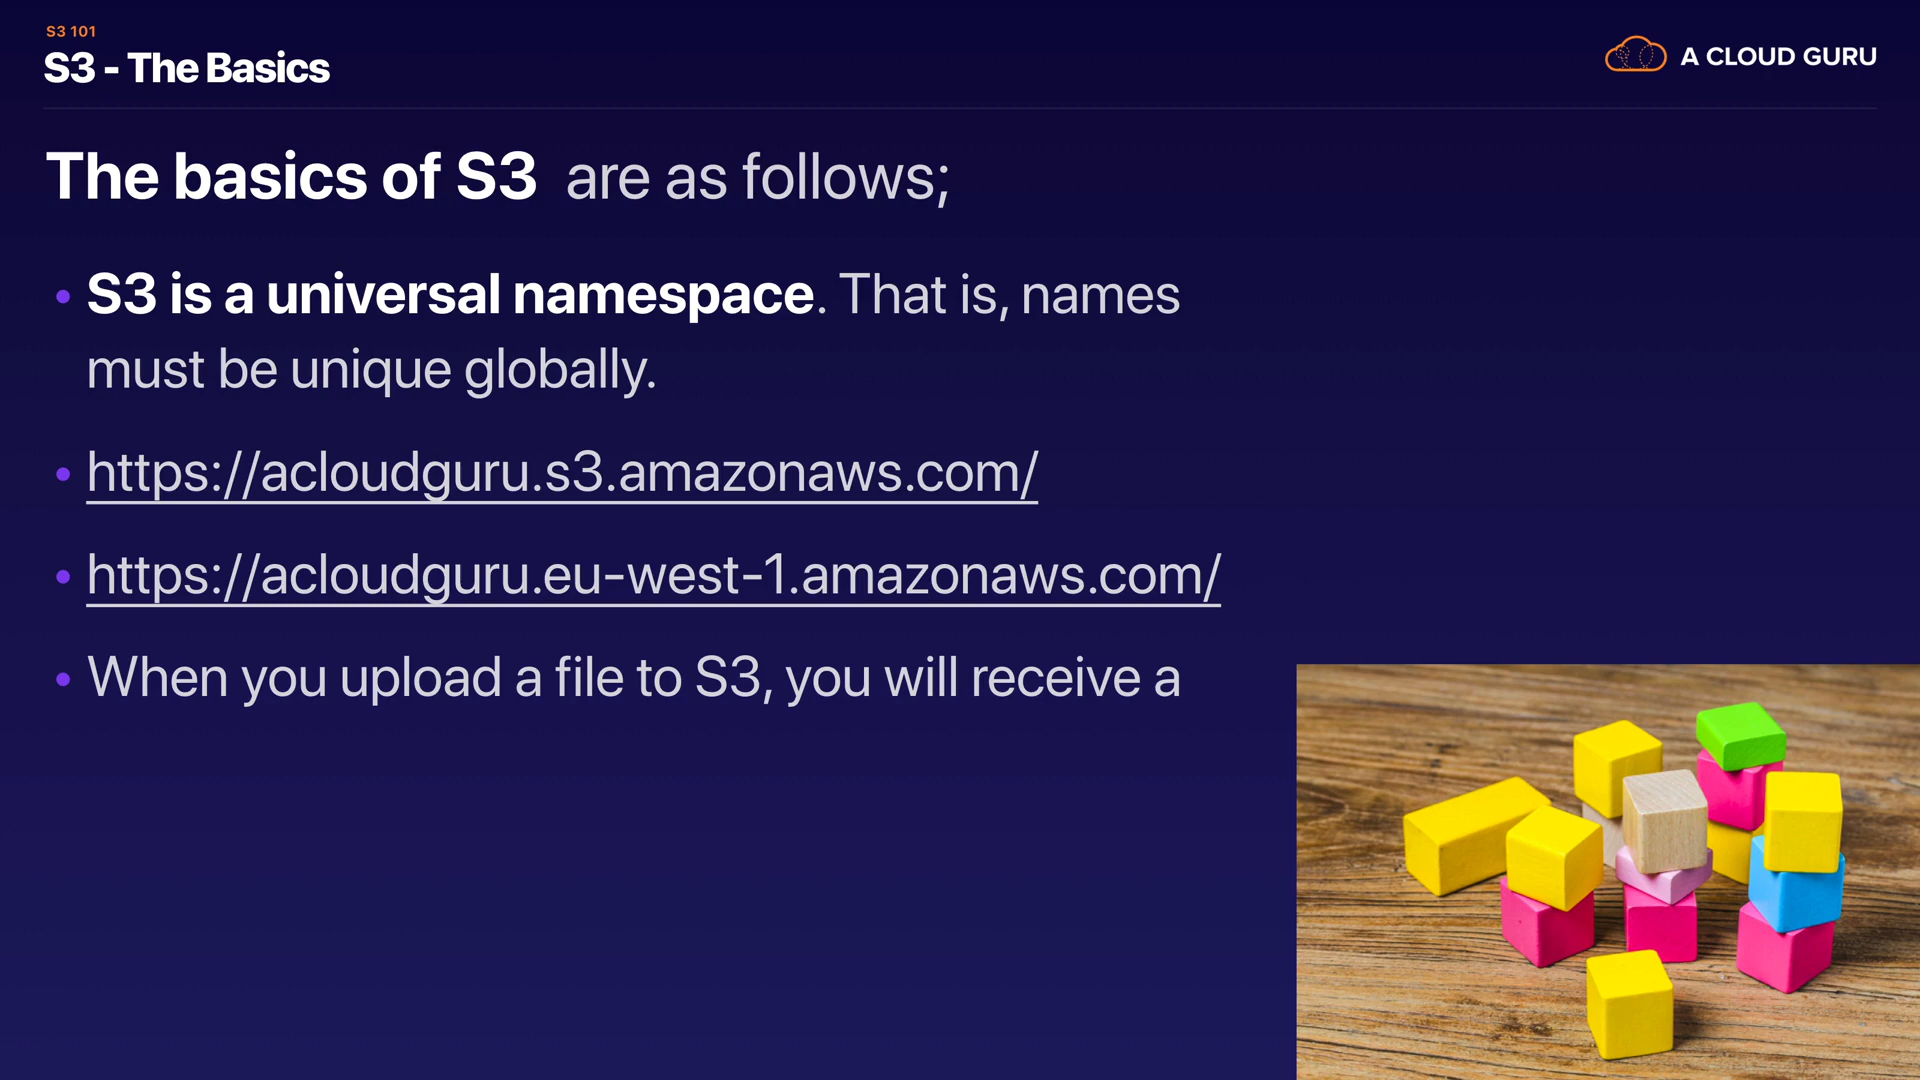 S3 101
S3 - The Basics
A CLOUD GURU
The basics of S3 are as follows;
• S3 is a universal namespace. That is, names
must be unique globally.
• https://acloudguru.s3.amazonaws.com/
• https://acloudguru.eu-west-1.amazonaws.com/
• When you upload a file to S3, you will receive a